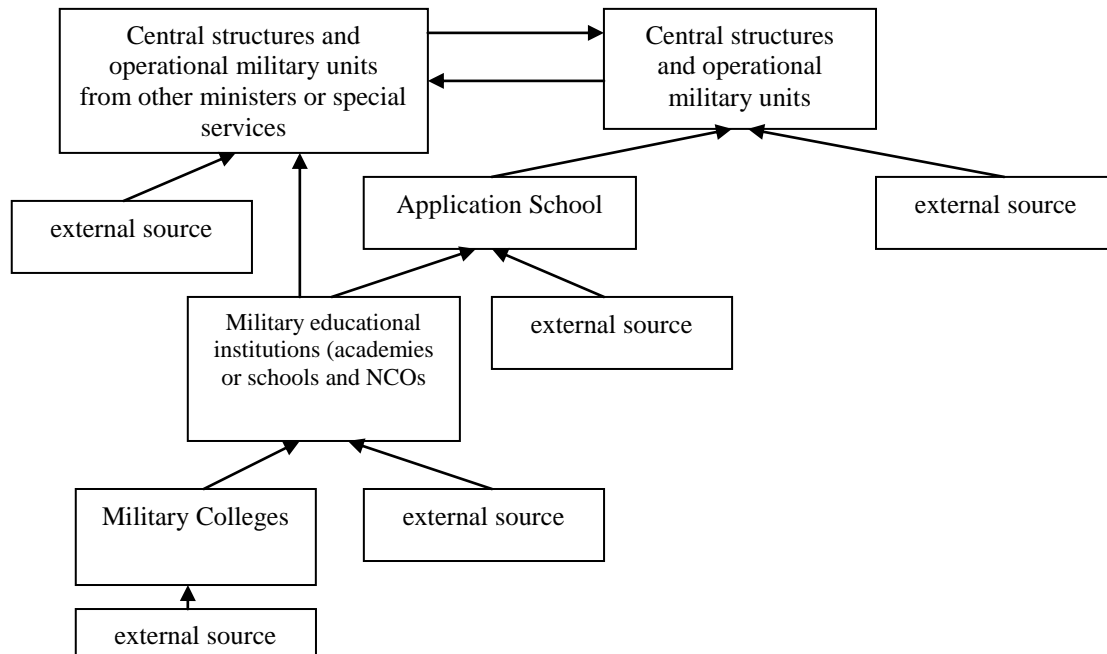 Central structures and
operational military units
from other ministers or special
services
Central structures
and operational
military units
external source
Application School
external source
Military educational
institutions (academies
or schools and NCOs
external source
Military Colleges
external source
external source